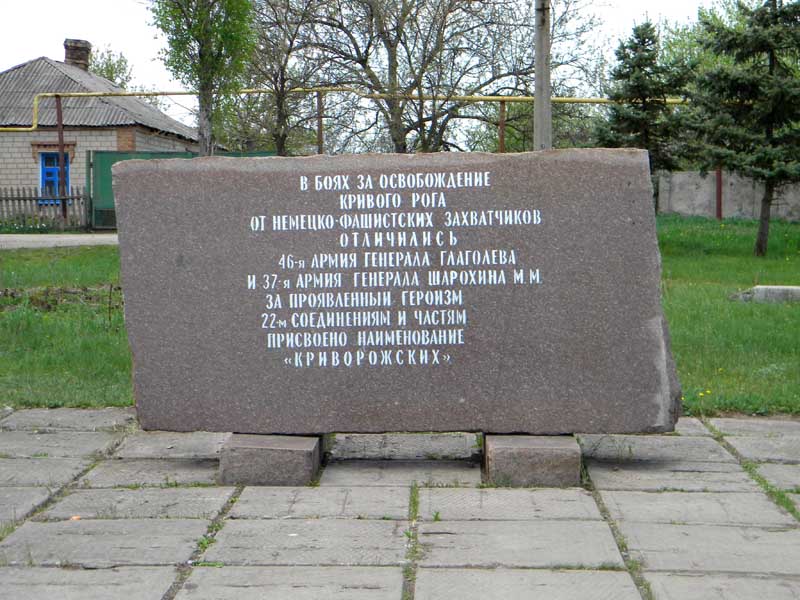 В БОЯХ ЗА ОСВОБОЖДЕНИЕ
КРИВОГО РОГА
ОТ НЕМЕЦКО-ФАШИСТСКИХ ЗАХВАТЧИКОВ
ОТЛИЧИЛИСЬ
46-я АРМИЯ ГЕНЕРАЛА ГЛАГОЛЕВА
И 37-я АРМИЯ ГЕНЕРАЛА ШАРОХИНА М.М.
ЗА ПРОЯВЛЕННЫЙ ГЕРОИЗМ
22-м СОЕДИНЕНИЯМ И ЧАСТЯМ
ПРИСВОЕНО НАИМЕНОВАНИЕ
«КРИВОРОЖСКИХ»